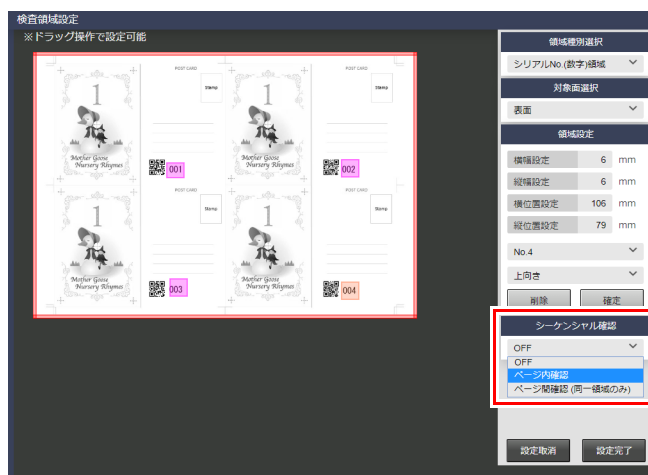 検査領域設定
※ドラッグ操作で設定可能
POST CARD
Stamp
1
Mother Goose
Nursery Rhymes
001
POST CARD
Stamp
1
Mother Goose
Nursery Rhymes
002
POST CARD
Stamp
1
Mother Goose
Nursery Rhymes
003
POST CARD
Stamp
1
Mother Goose
Nursery Rhymes
004
領域種別選択
シリアルNo.(数字)領域
対象面選択
表面
領域設定
横幅設定 6 mm
縦幅設定 6 mm
横位置設定 106 mm
縦位置設定 79 mm
No.4
上向き
削除 確定
シーケンシャル確認
OFF
OFF
ページ内確認
ページ間確認 (同一領域のみ)
設定取消 設定完了